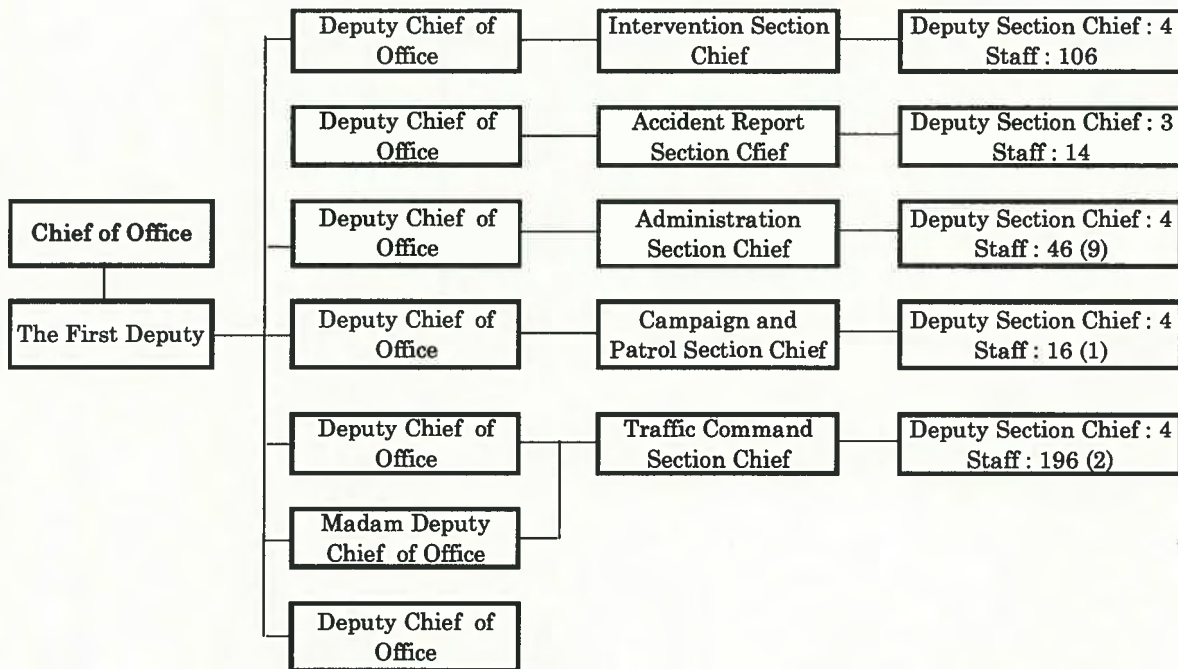 Deputy Chief of
Office
Intervention Section
Chief
Deputy Section Chief : 4
Staff : 106
Deputy Chief of
Office
Accident Report
Section Cfief
Deputy Section Chief : 3
Staff : 14
Chief of Office
Deputy Chief of
Office
Administration
Section Chief
Deputy Section Chief : 4
Staff : 46 (9)
The First Deputy
Deputy Chief of
Office
Campaign and
Patrol Section Chief
Deputy Section Chief : 4
Staff : 16 (1)
Deputy Chief of
Office
Traffic Command
Section Chief
Deputy Section Chief : 4
Staff : 196 (2)
Madam Deputy
Chief of Office
Deputy Chief of
Office